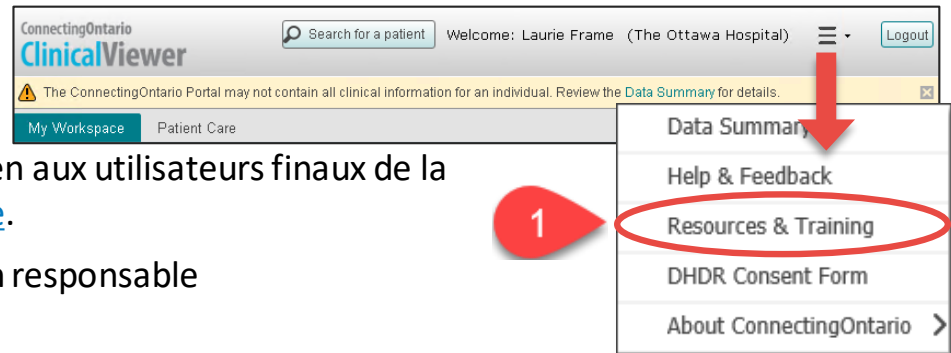 ConnectingOntario
ClinicalViewer
Search for a patient Welcome: Laurie Frame (The Ottawa Hospital) Logout
The ConnectingOntario Portal may not contain all clinical information for an individual. Review the Data Summary for details.
My Workspace Patient Care
Data Summary
Help & Feedback
1 Resources & Training
DHDR Consent Form
About ConnectingOntario
aux utilisateurs finaux de la
responsable